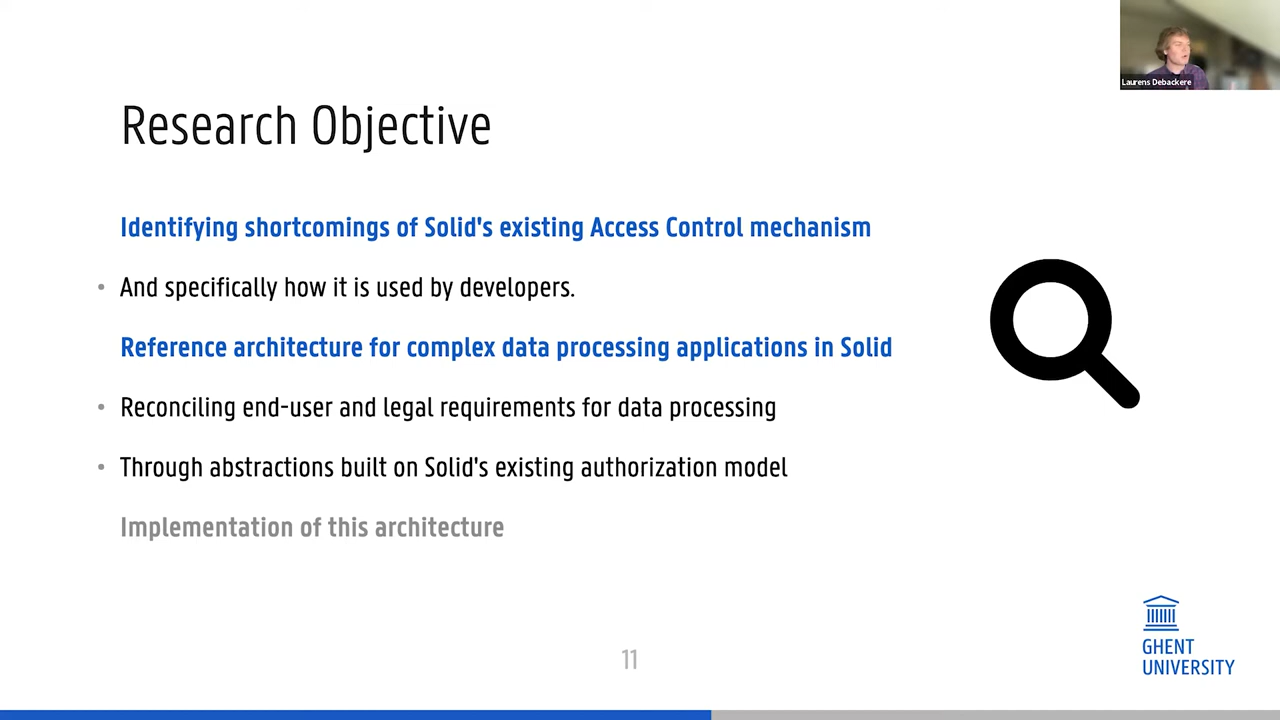 Laurens Debackere
Research Objective
Identifying shortcomings of Solid's existing Access Control mechanism
• And specifically how it is used by developers.
Reference architecture for complex data processing applications in Solid
• Reconciling end-user and legal requirements for data processing
• Through abstractions built on Solid's existing authorization model
Implementation of this architecture
GHENT
UNIVERSITY
11